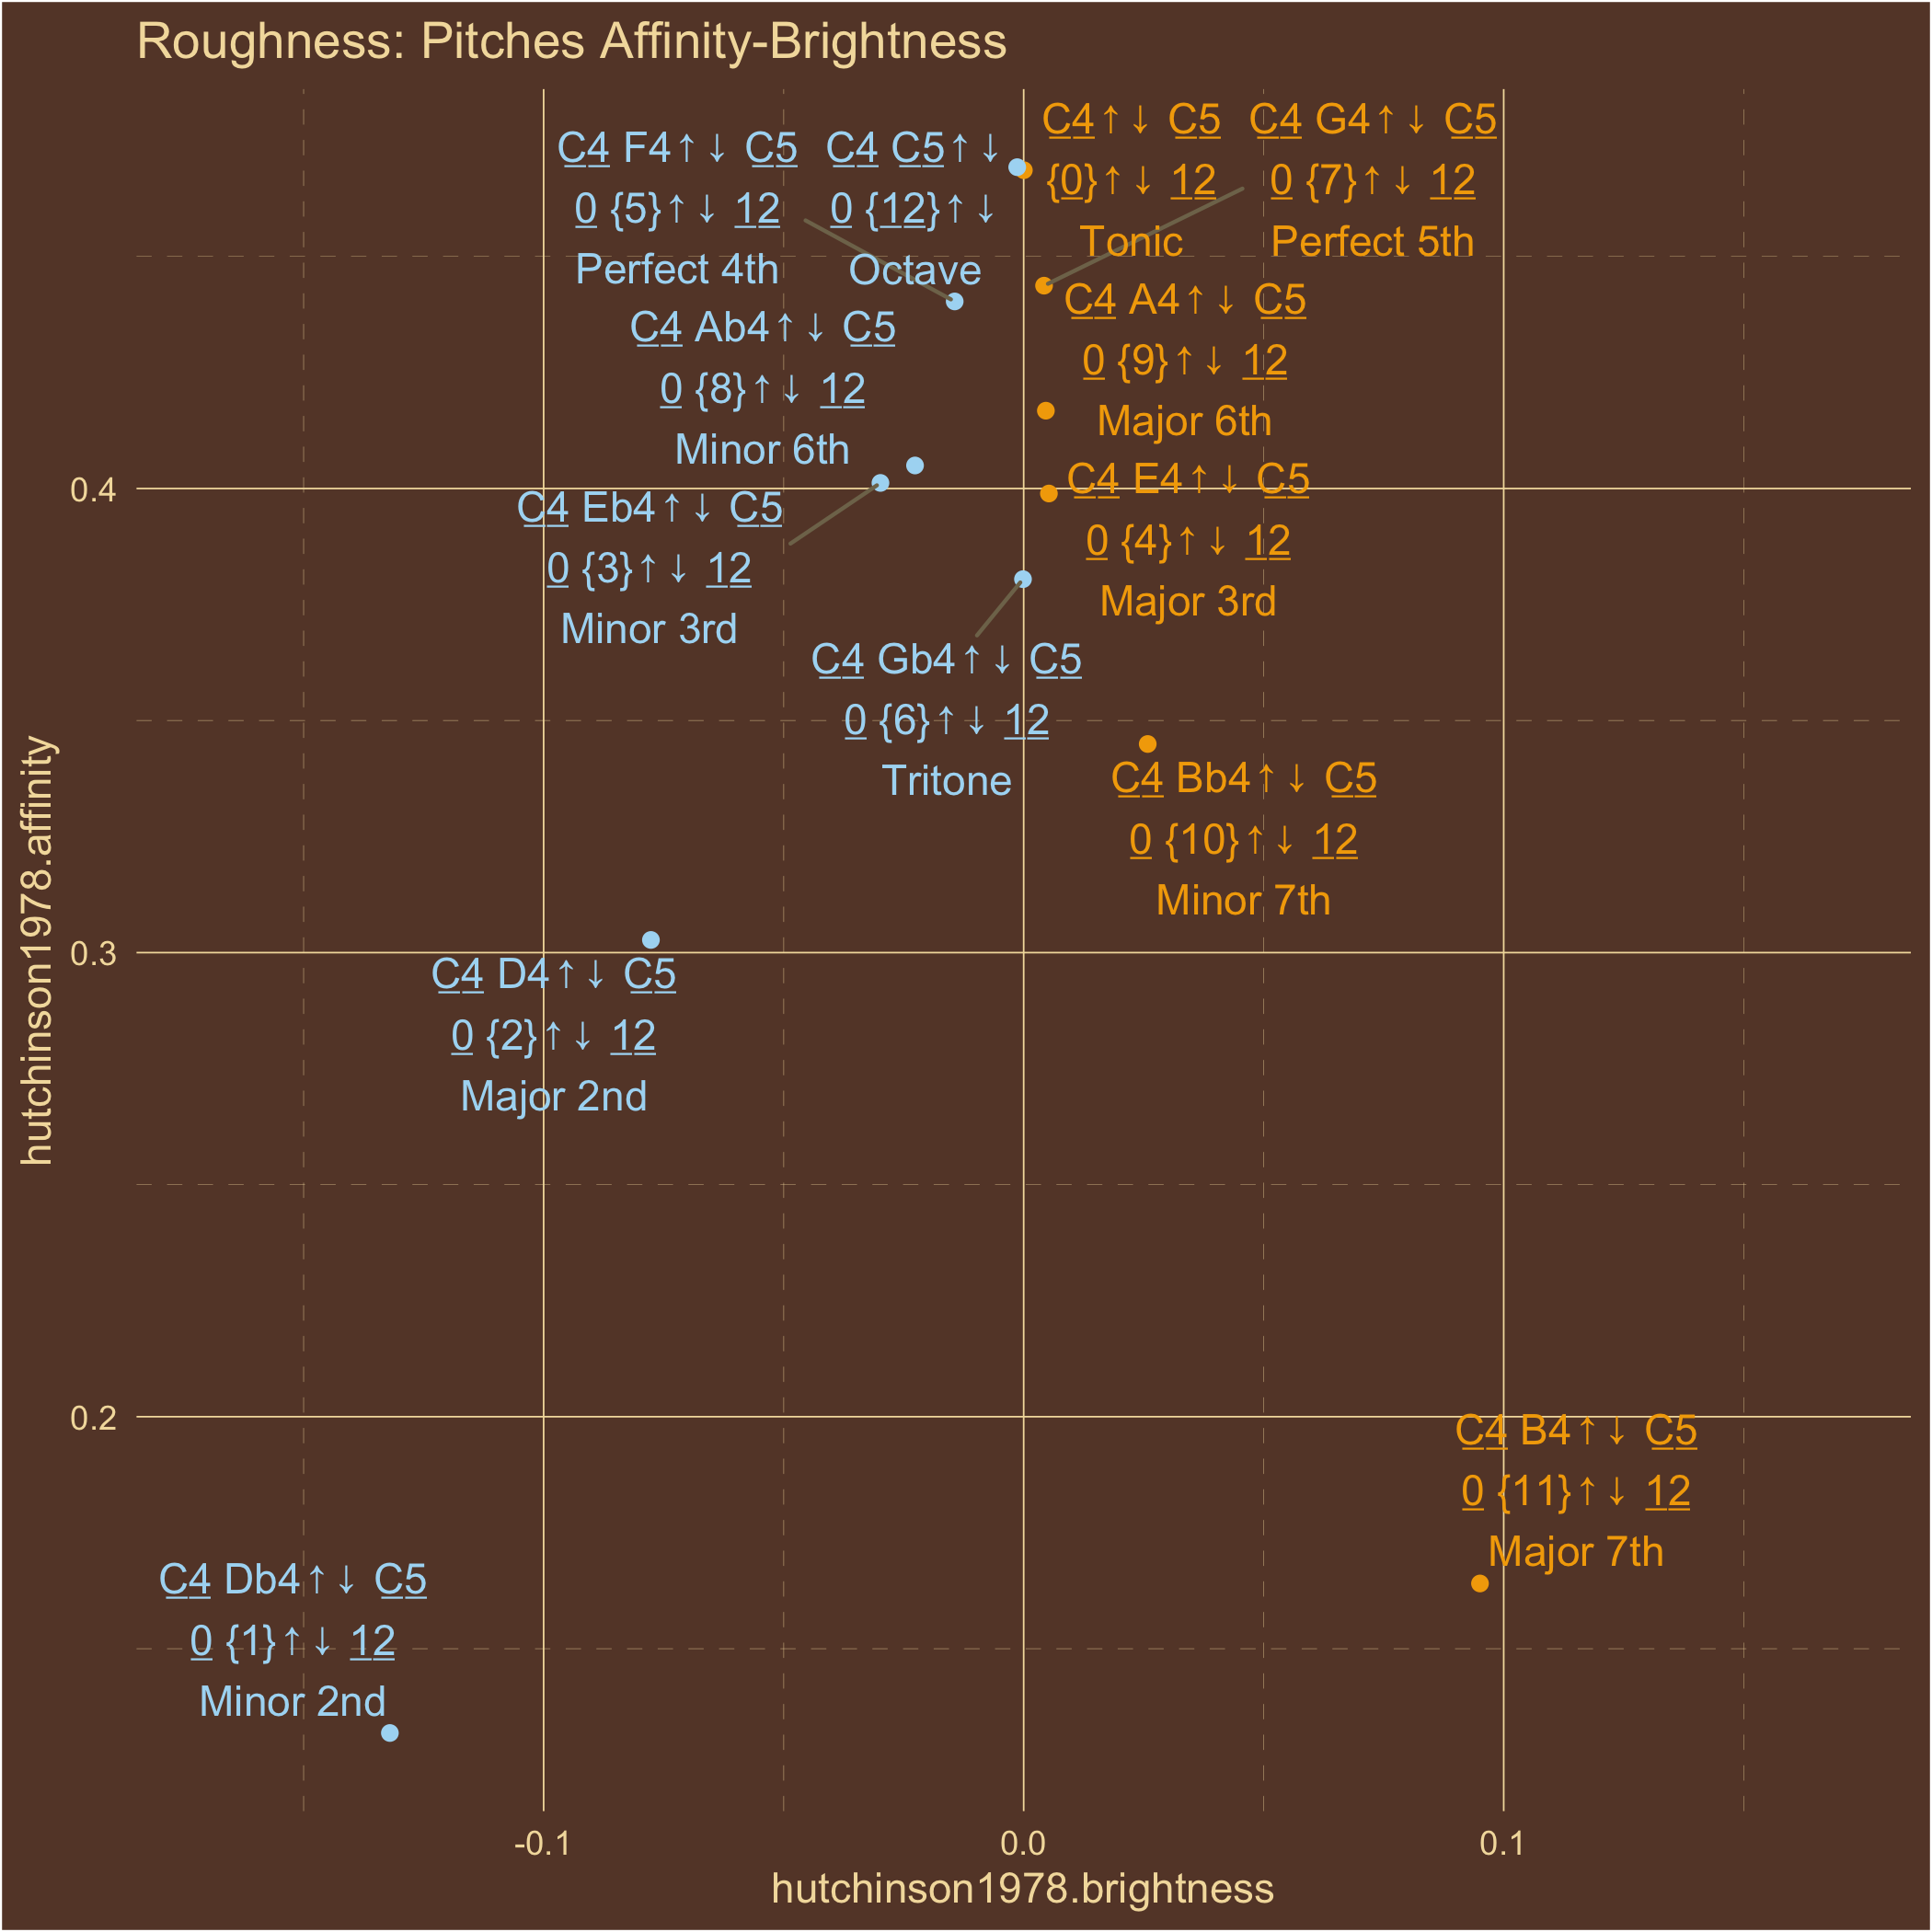 Roughness: Pitches Affinity-Brightness
C4↑↓ C5
{0}↑↓ 12
Tonic
C4 G4↑↓ C5
0 {7}↑↓ 12
Perfect 5th
C4 F4↑↓ C5
0 {5}↑↓ 12
Perfect 4th
C4 C5↑↓
0 {12}↑↓
Octave
C4 A4↑↓ C5
0 {9}↑↓ 12
Major 6th
C4 Ab4↑↓ C5
0 {8}↑↓ 12
Minor 6th
C4 E4↑↓ C5
0 {4}↑↓ 12
Major 3rd
C4 Eb4↑↓ C5
0 {3}↑↓ 12
Minor 3rd
C4 Gb4↑↓ C5
0 {6}↑↓ 12
Tritone
C4 Bb4↑↓ C5
0 {10}↑↓ 12
Minor 7th
C4 D4↑↓ C5
0 {2}↑↓ 12
Major 2nd
C4 B4↑↓ C5
0 {11}↑↓ 12
Major 7th
C4 Db4↑↓ C5
0 {1}↑↓ 12
Minor 2nd
0.4
0.3
0.2
hutchinson1978.affinity
-0.1
0.0
0.1
hutchinson1978.brightness